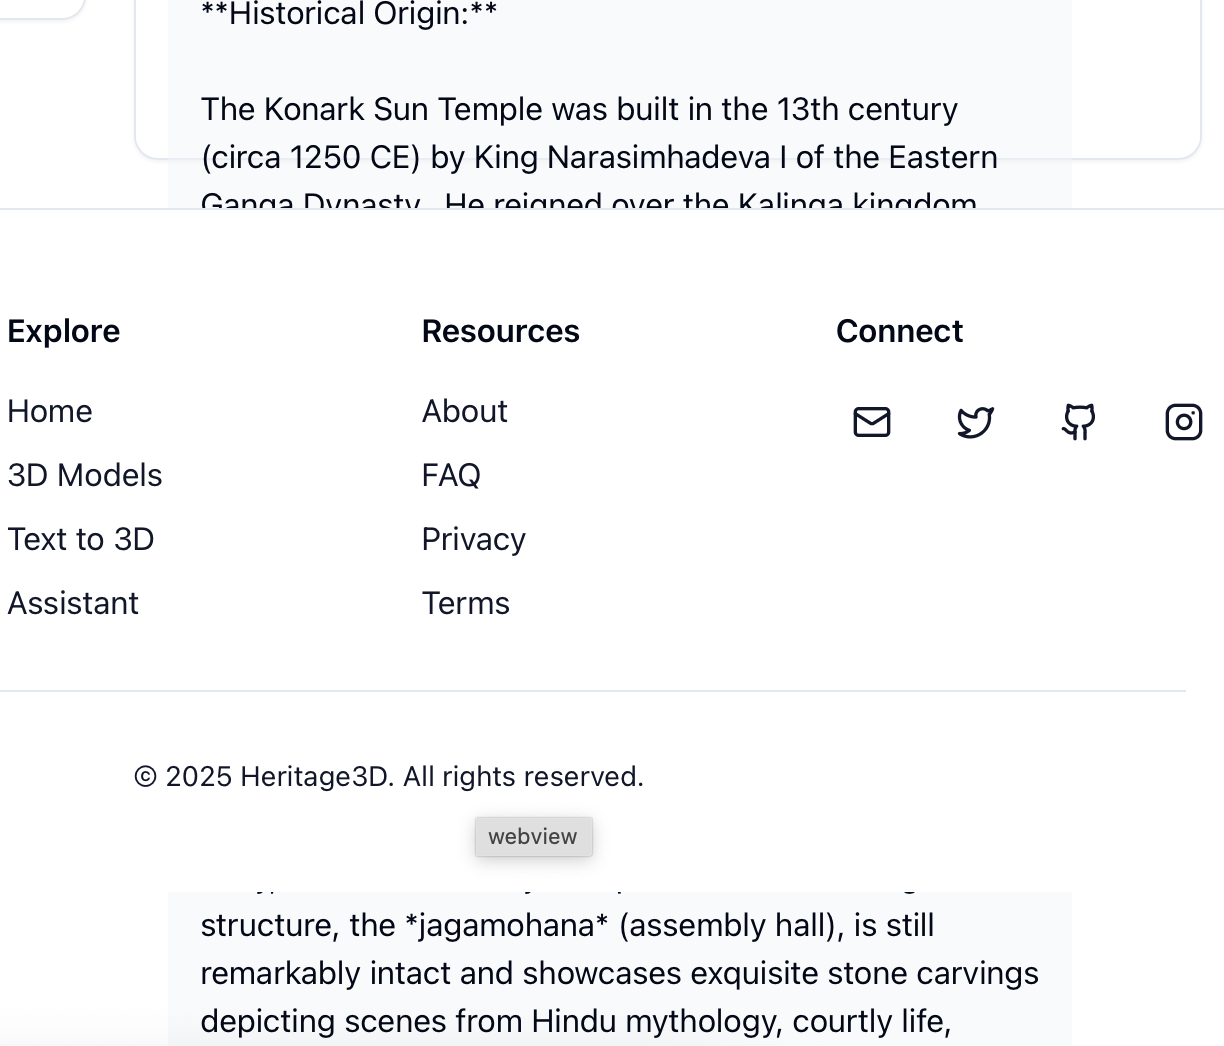 **Historical Origin:**
The Konark Sun Temple was built in the 13th century
(circa 1250 CE) by King Narasimhadeva I of the Eastern
Ganga Dynasty. He reigned over the Kalinga kingdom
Explore
Resources
Connect
Home
About
3D Models
FAQ
Text to 3D
Privacy
Assistant
Terms
© 2025 Heritage3D. All rights reserved.
webview
structure, the *jagamohana* (assembly hall), is still
remarkably intact and showcases exquisite stone carvings
depicting scenes from Hindu mythology, courtly life,